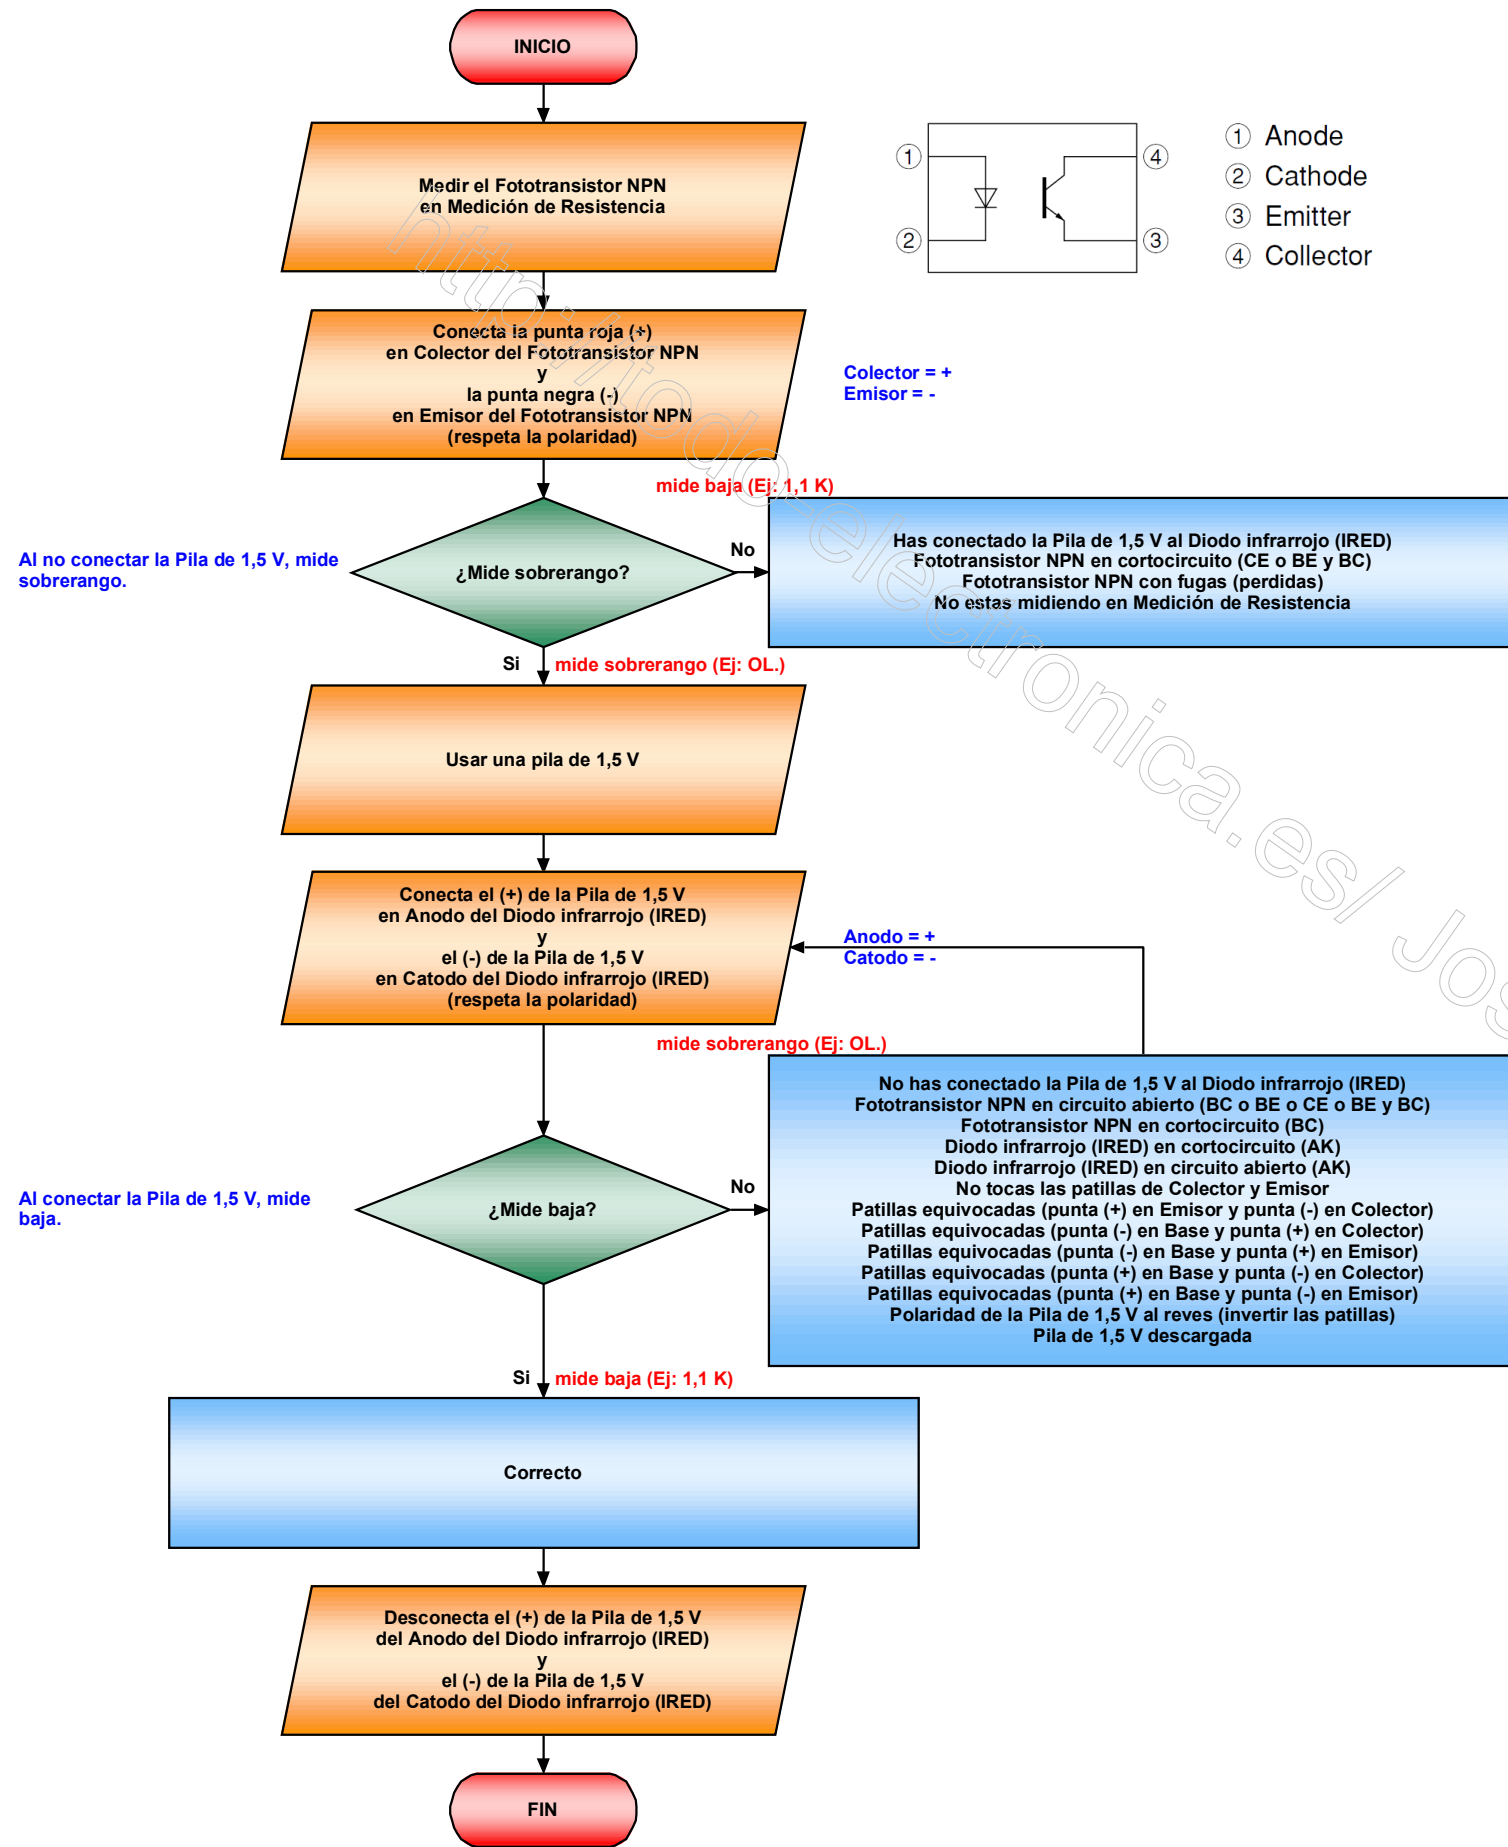 INICIO
Medir el Fototransistor NPN
en Medición de Resistencia
1
2
4
3
1 Anode
2 Cathode
3 Emitter
4 Collector
Conecta la punta roja (+)
en Colector del Fototransistor NPN
y
la punta negra (-)
en Emisor del Fototransistor NPN
(respeta la polaridad)
Colector = +
Emisor = -
mide baja (Ej: 1,1 K)
Al no conectar la Pila de 1,5 V, mide
sobrerango.
¿Mide sobrerango?
No
Has conectado la Pila de 1,5 V al Diodo infrarrojo (IRED)
Fototransistor NPN en cortocircuito (CE o BE y BC)
Fototransistor NPN con fugas (perdidas)
No estas midiendo en Medición de Resistencia
Si
mide sobrerango (Ej: OL.)
Usar una pila de 1,5 V
Conecta el (+) de la Pila de 1,5 V
en Anodo del Diodo infrarrojo (IRED)
y
el (-) de la Pila de 1,5 V
en Catodo del Diodo infrarrojo (IRED)
(respeta la polaridad)
Anodo = +
Catodo = -
mide sobrerango (Ej: OL.)
Al conectar la Pila de 1,5 V, mide
baja.
¿Mide baja?
No
No has conectado la Pila de 1,5 V al Diodo infrarrojo (IRED)
Fototransistor NPN en circuito abierto (BC o BE o CE o BE y BC)
Fototransistor NPN en cortocircuito (BC)
Diodo infrarrojo (IRED) en cortocircuito (AK)
Diodo infrarrojo (IRED) en circuito abierto (AK)
No tocas las patillas de Colector y Emisor
Patillas equivocadas (punta (+) en Emisor y punta (-) en Colector)
Patillas equivocadas (punta (-) en Base y punta (+) en Colector)
Patillas equivocadas (punta (-) en Base y punta (+) en Emisor)
Patillas equivocadas (punta (+) en Base y punta (-) en Colector)
Patillas equivocadas (punta (+) en Base y punta (-) en Emisor)
Polaridad de la Pila de 1,5 V al reves (invertir las patillas)
Pila de 1,5 V descargada
Si
mide baja (Ej: 1,1 K)
Correcto
Desconecta el (+) de la Pila de 1,5 V
del Anodo del Diodo infrarrojo (IRED)
y
el (-) de la Pila de 1,5 V
del Catodo del Diodo infrarrojo (IRED)
FIN
http://todo-electronica.es/ Jos